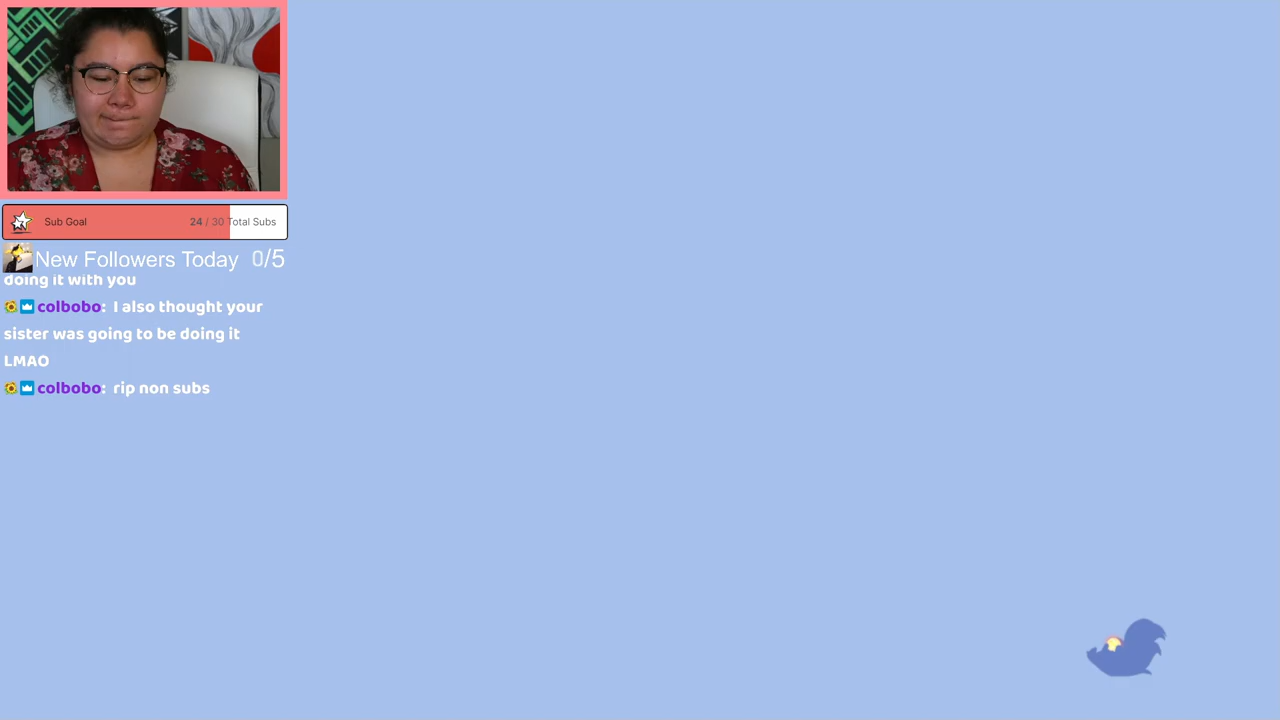 Sub Goal 24 / 30 Total Subs
New Followers Today 0/5
doing it with you
colbobo: I also thought your
sister was going to be doing it
LMAO
colbobo: rip non subs